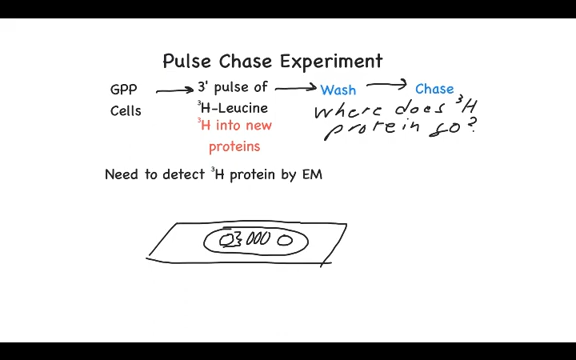 Pulse Chase Experiment
GPP → 3' pulse of → Wash → Chase
Cells ³H-Leucine
³H into new
proteins
where does ³H
protein go?
Need to detect ³H protein by EM